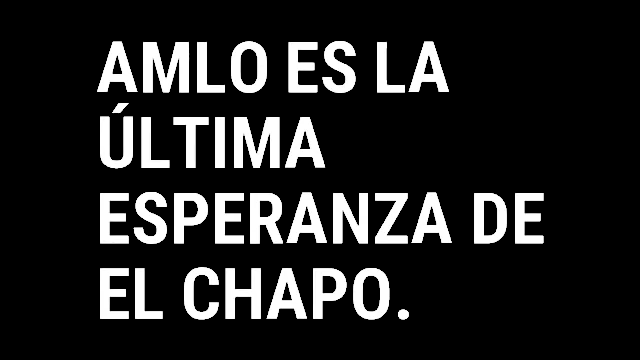 AMLO ES LA
ÚLTIMA
ESPERANZA DE
EL CHAPO.